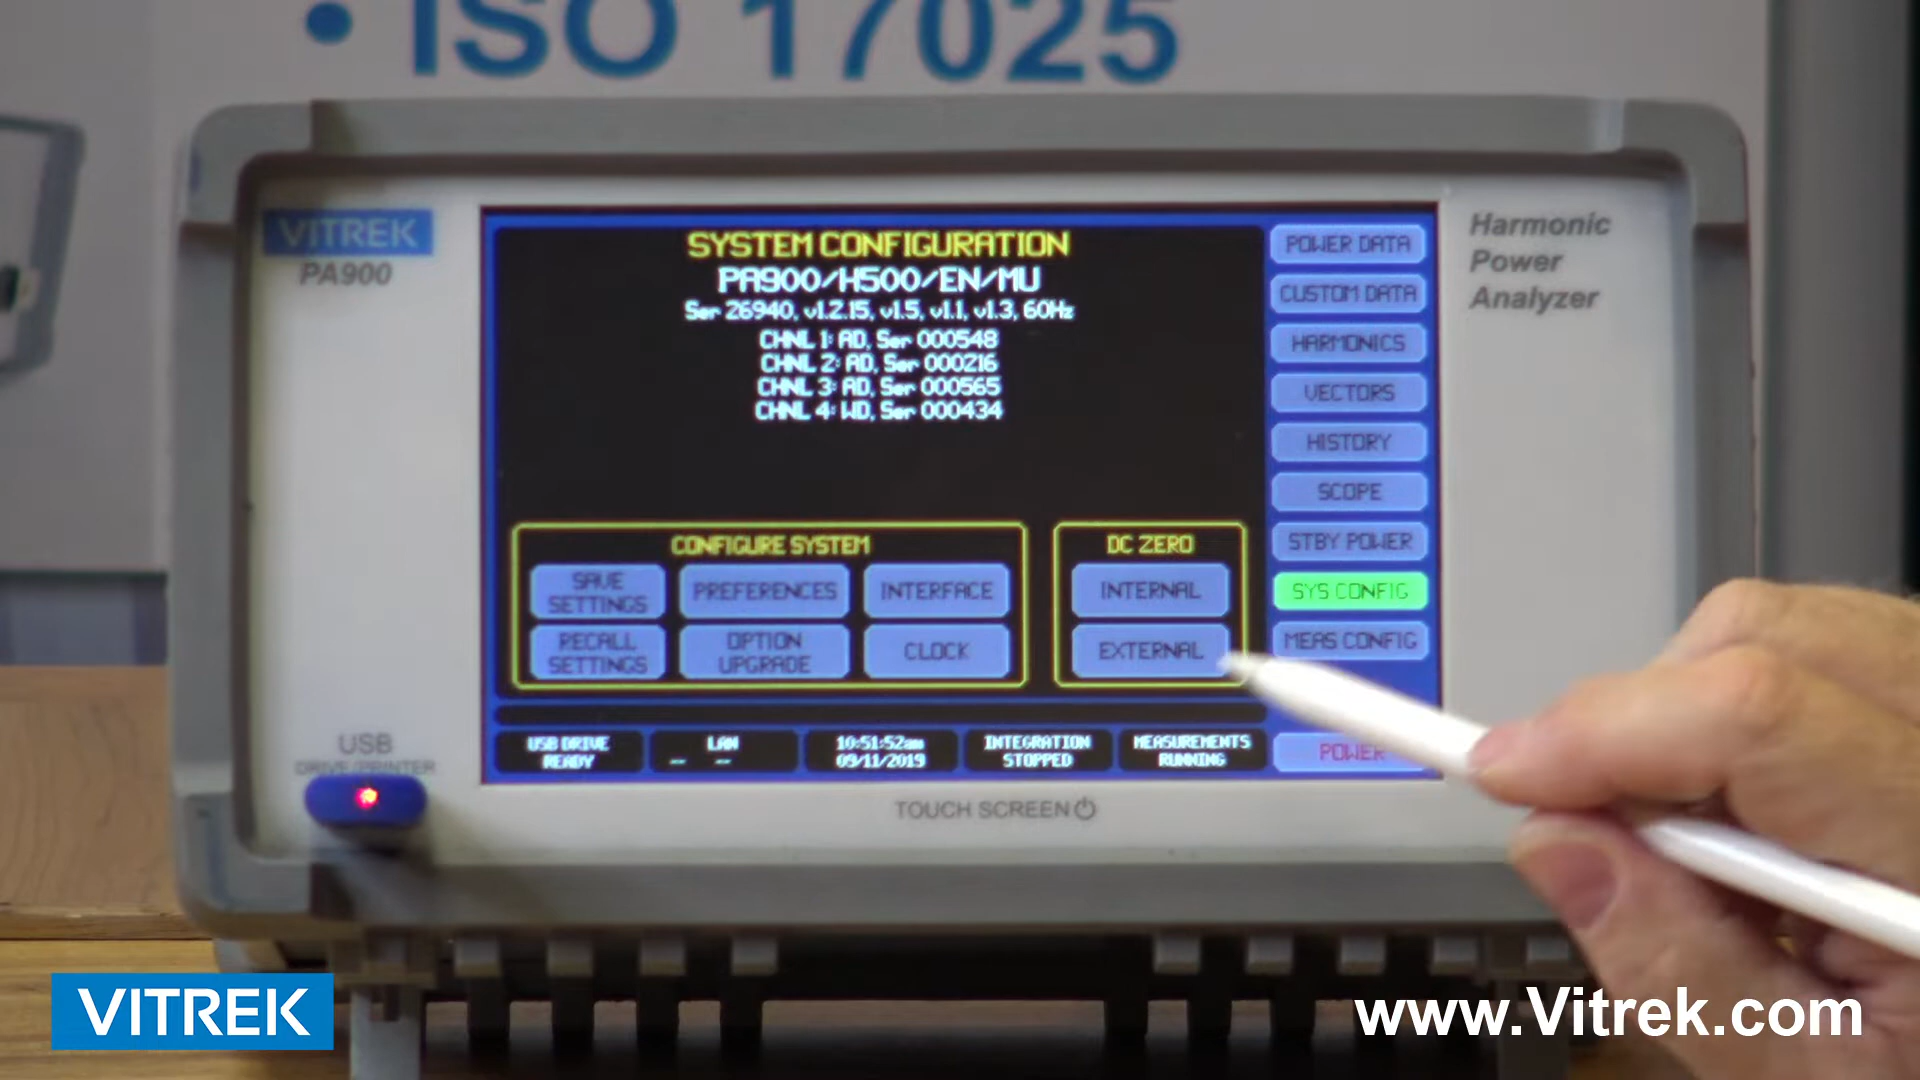 • ISO 17025
VITREK
PA900
Harmonic
Power
Analyzer
SYSTEM CONFIGURATION
PA900/H500/EN/MU
Ser 26940, v1.2.15, v1.5, v1.1, v1.3, 60Hz
CHNL 1: AD, Ser 000548
CHNL 2: AD, Ser 000216
CHNL 3: AD, Ser 000565
CHNL 4: WD, Ser 000434
CONFIGURE SYSTEM
SAVE
SETTINGS
PREFERENCES
INTERFACE
RECALL
SETTINGS
OPTION
UPGRADE
CLOCK
DC ZERO
INTERNAL
EXTERNAL
POWER DATA
CUSTOM DATA
HARMONICS
VECTORS
HISTORY
SCOPE
STBY POWER
SYS CONFIG
MEAS CONFIG
POWER
USB DRIVE
READY
LAN
-- --
10:51:52am
09/11/2019
INTEGRATION
STOPPED
MEASUREMENTS
RUNNING
USB
DRIVE/PRINTER
TOUCH SCREEN
VITREK
www.Vitrek.com